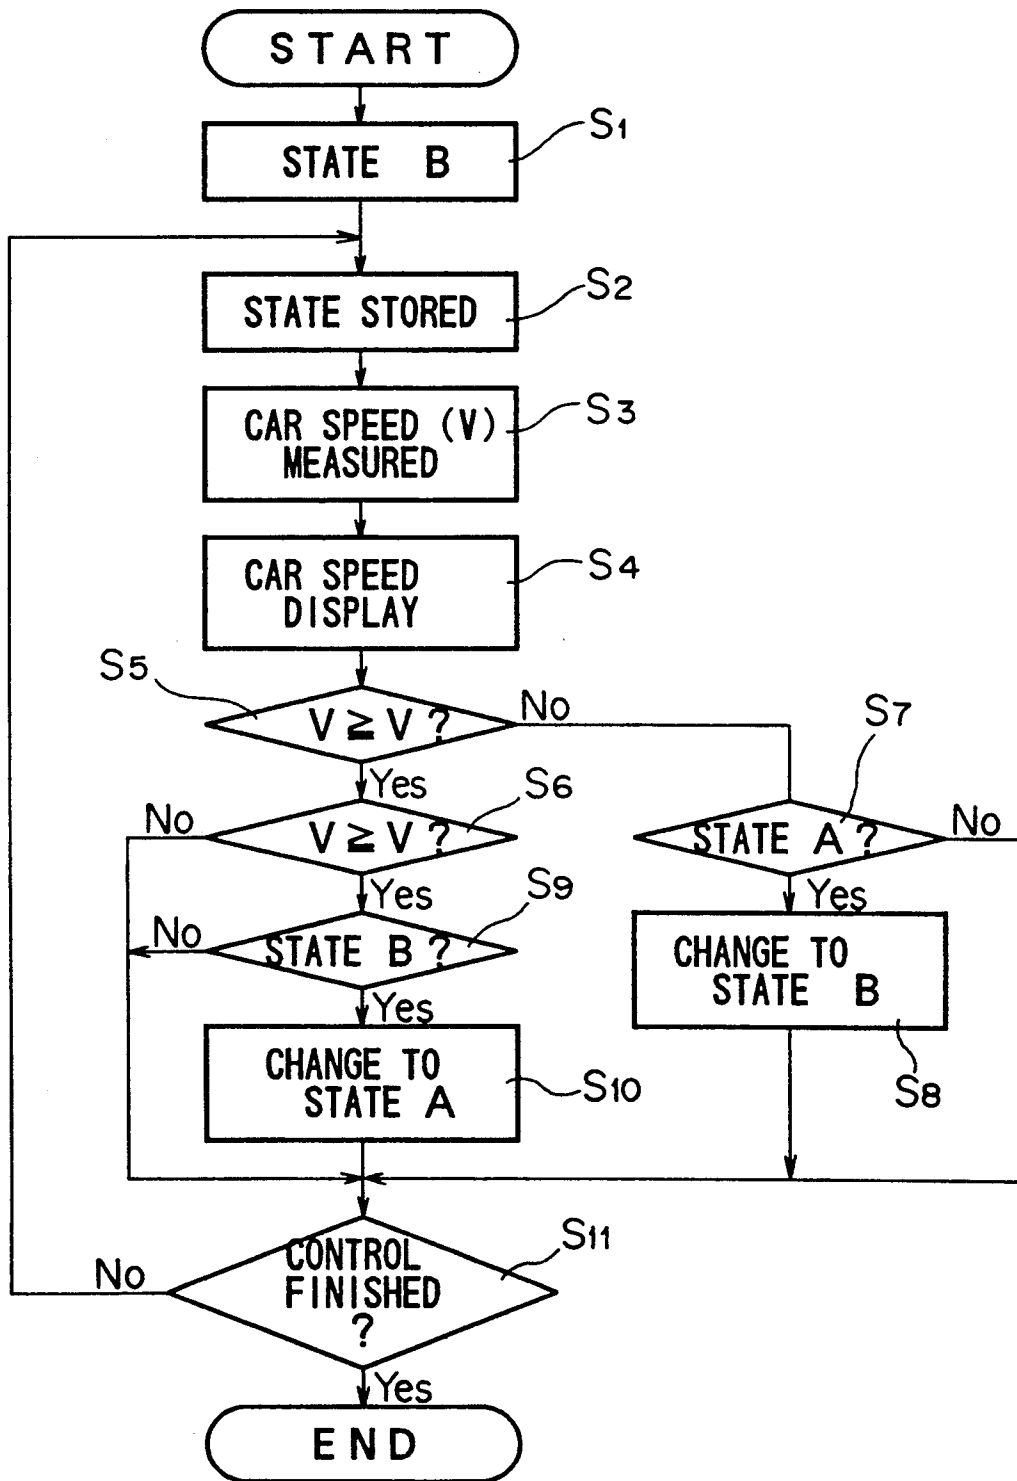 START
STATE B
S1
STATE STORED
S2
CAR SPEED (V)
MEASURED
S3
CAR SPEED
DISPLAY
S4
S5
V ≧ V ?
No
Yes
S6
V ≧ V ?
No
Yes
S7
STATE A ?
No
Yes
S9
STATE B ?
No
Yes
CHANGE TO
STATE B
S8
CHANGE TO
STATE A
S10
S11
CONTROL
FINISHED
?
No
Yes
END